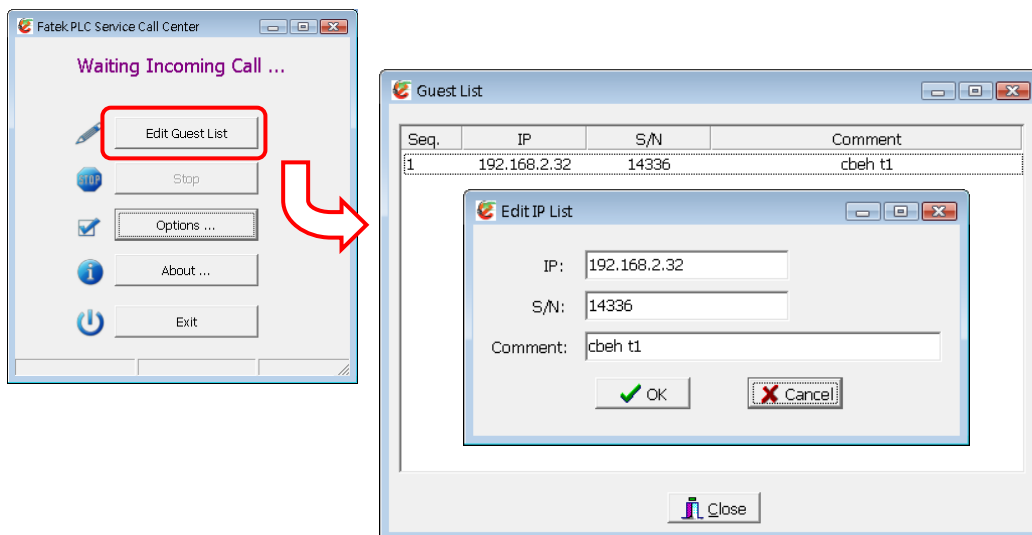 Fatek PLC Service Call Center
Waiting Incoming Call ...
Edit Guest List
STOP Stop
Options ...
About ...
Exit
Guest List
Seq. IP S/N Comment
1 192.168.2.32 14336 cbeh t1
Edit IP List
IP: 192.168.2.32
S/N: 14336
Comment: cbeh t1
OK Cancel
Close